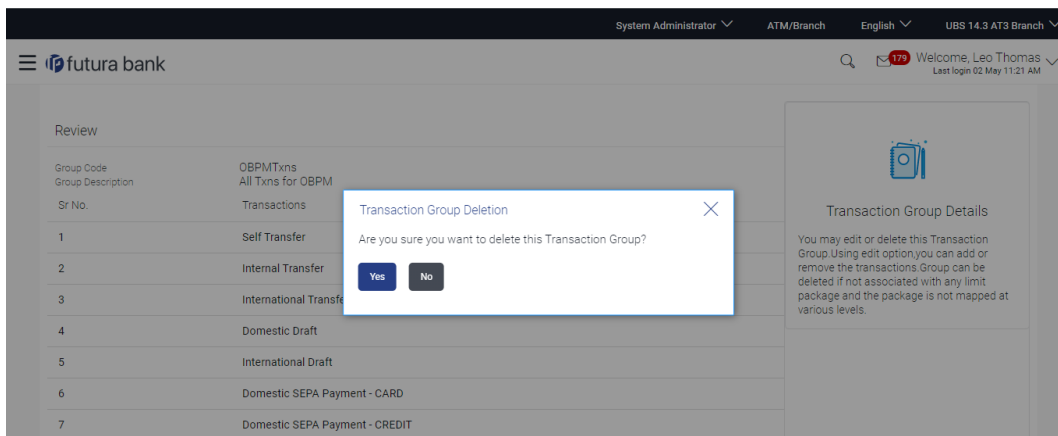 System Administrator ATM/Branch English UBS 14.3 AT3 Branch
futura bank
179
Welcome, Leo Thomas
Last login 02 May 11:21 AM
Review
Group Code OBPMTxns
Group Description All Txns for OBPM
Sr No. Transactions
1 Self Transfer
2 Internal Transfer
3 International Transfe
4 Domestic Draft
5 International Draft
6 Domestic SEPA Payment - CARD
7 Domestic SEPA Payment - CREDIT
Transaction Group Deletion
Are you sure you want to delete this Transaction Group?
Yes No
Transaction Group Details
You may edit or delete this Transaction
Group.Using edit option,you can add or
remove the transactions.Group can be
deleted if not associated with any limit
package and the package is not mapped at
various levels.